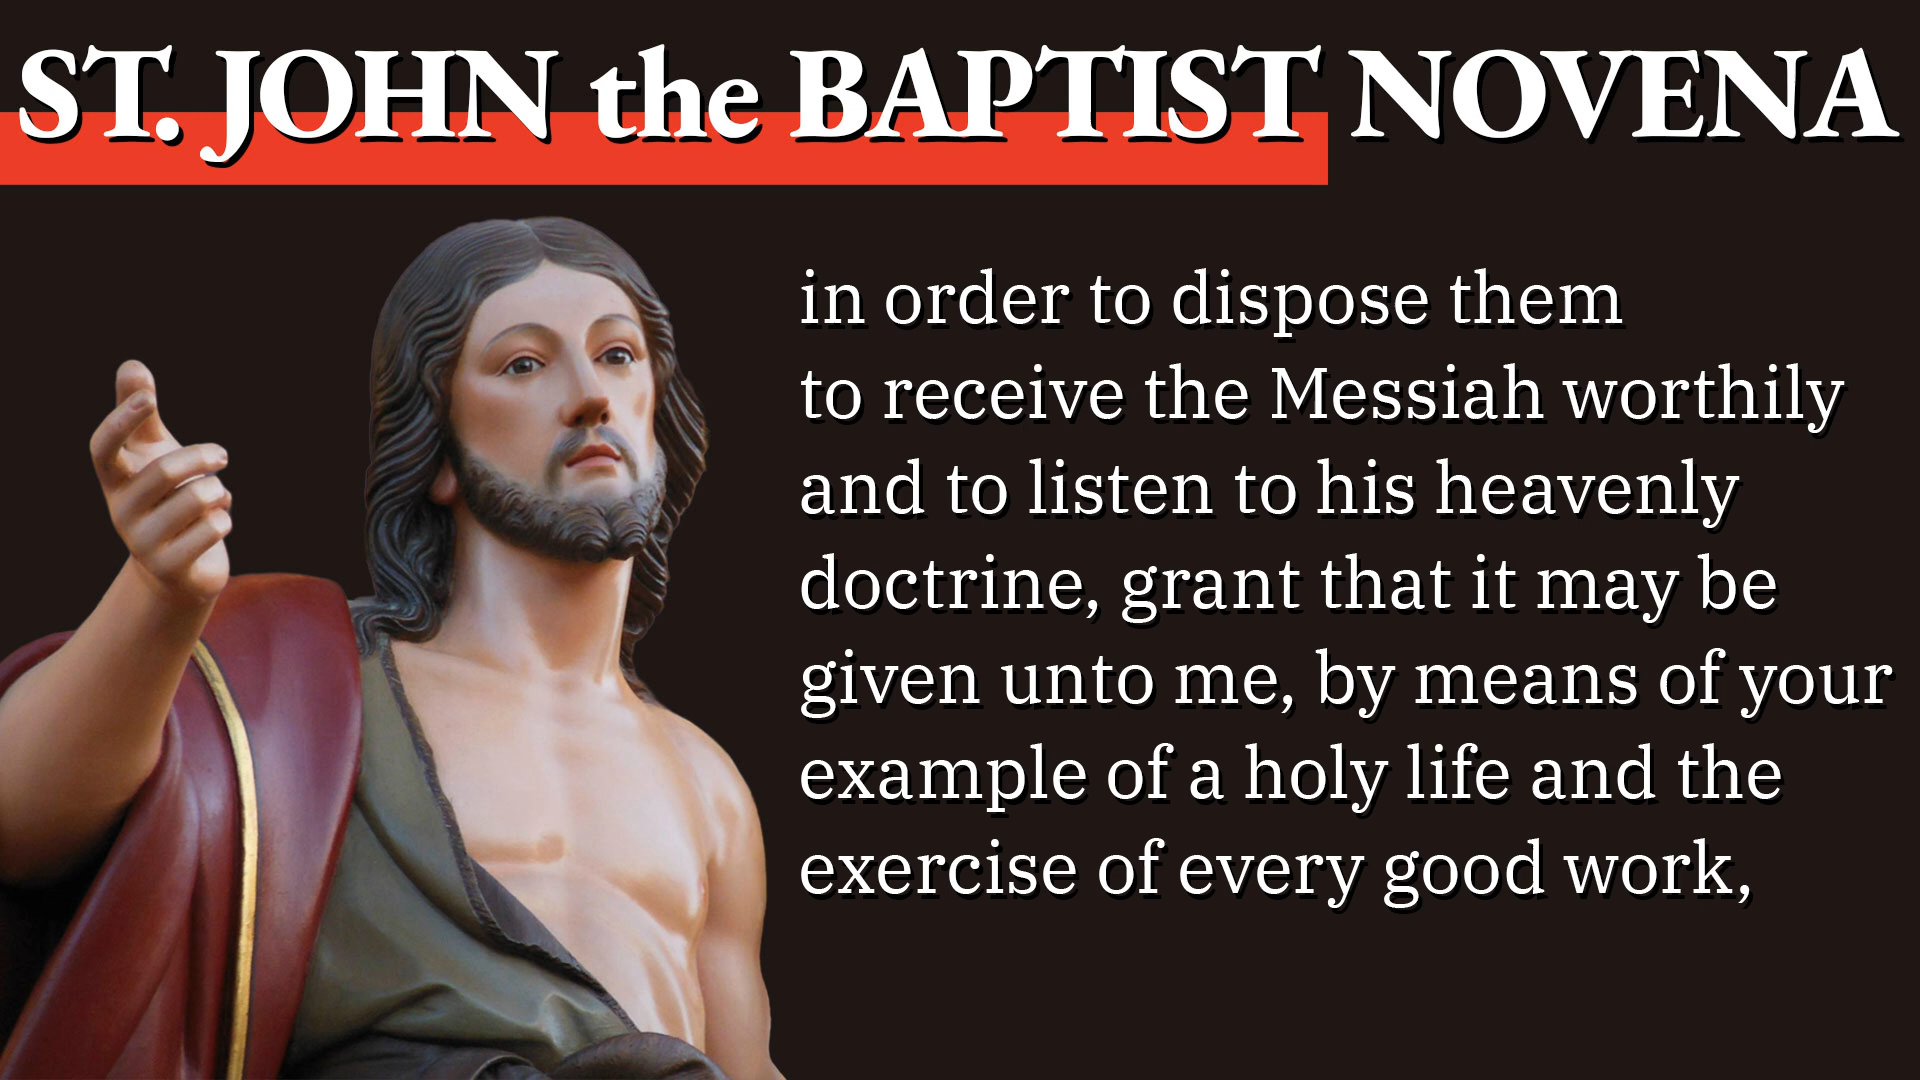 ST. JOHN the BAPTIST NOVENA
in order to dispose them
to receive the Messiah worthily
and to listen to his heavenly
doctrine, grant that it may be
given unto me, by means of your
example of a holy life and the
exercise of every good work,